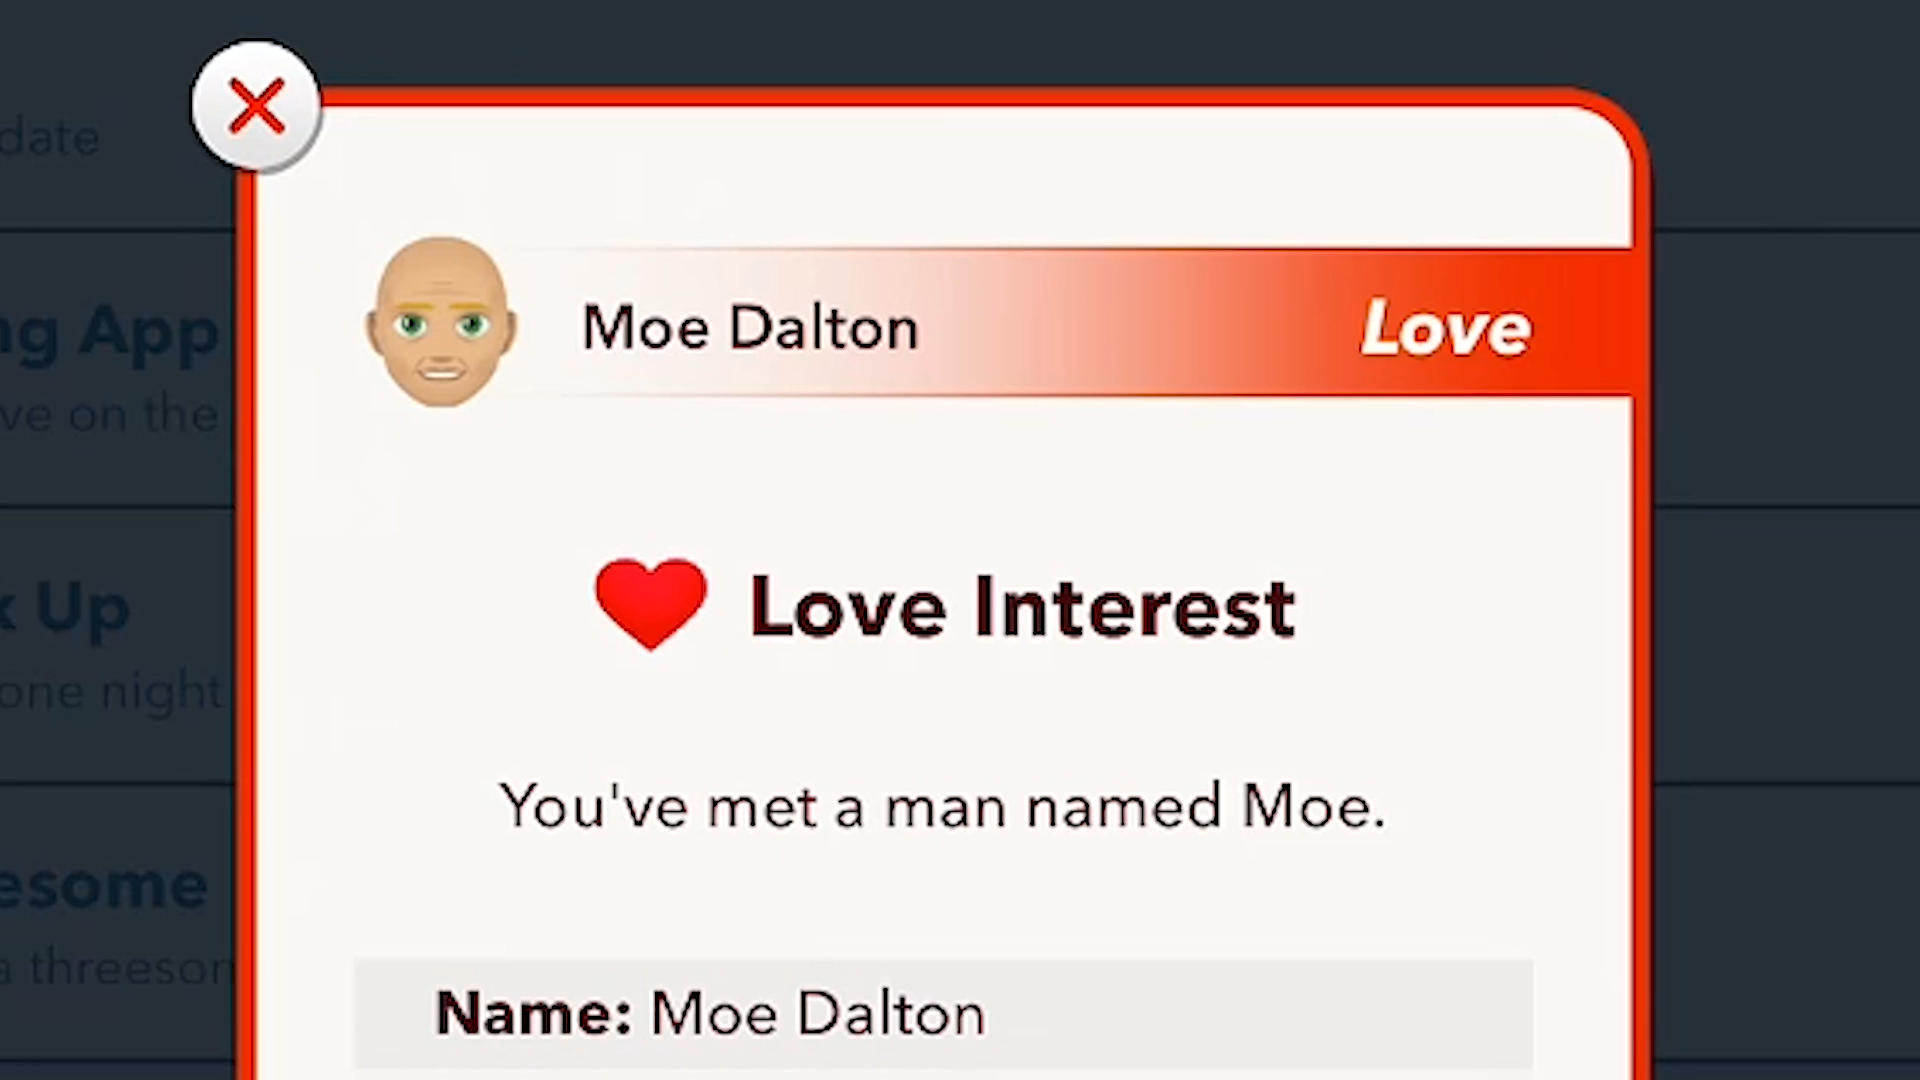 date
Moe Dalton
Love
ng App
ve on the
Love Interest
k Up
one night
You've met a man named Moe.
esome
a threesom
Name: Moe Dalton